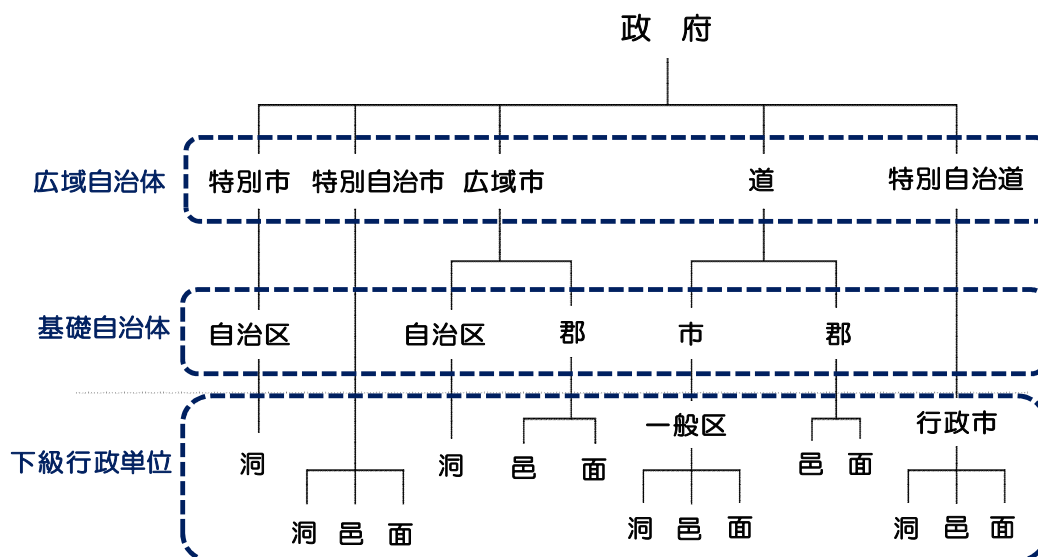 政 府
広域自治体 特別市 特別自治市 広域市 道 特別自治道
基礎自治体 自治区 自治区 郡 市 郡
一般区 行政市
下級行政単位 洞 洞 邑 面 邑 面
洞 邑 面 洞 邑 面 洞 邑 面